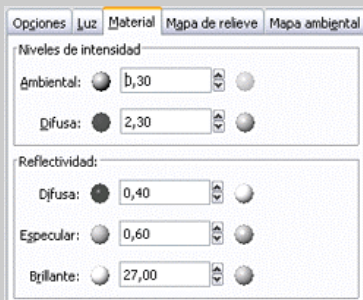 Opciones Luz Material Mapa de relieve Mapa ambiental
Niveles de intensidad
Ambiental: 0,30
Difusa: 2,30
Reflectividad:
Difusa: 0,40
Especular: 0,60
Brillante: 27,00